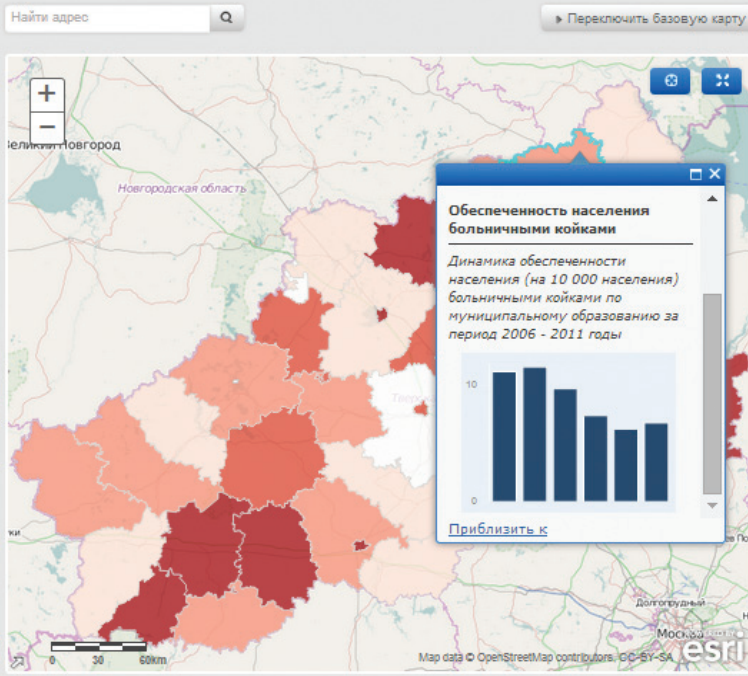 Найти адрес
Переключить базовую карту
+
−
Великий Новгород
Новгородская область
Обеспеченность населения
больничными койками
Динамика обеспеченности
населения (на 10 000 населения)
больничными койками по
муниципальному образованию за
период 2006 - 2011 годы
10
0
Приблизить к
Долгопрудный
Москва
0 30 60km
Map data © OpenStreetMap contributors, CC-BY-SA
esri